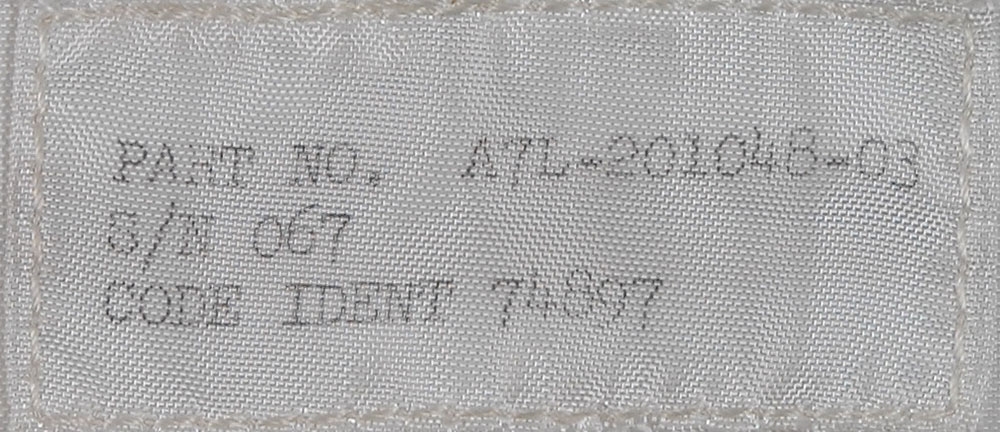 PART NO. A7L-201048-03
S/N 067
CODE IDENT 74897